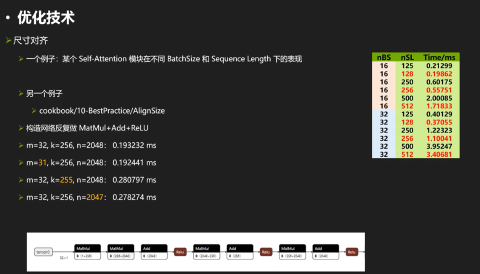 • 优化技术
➢尺寸对齐
➢一个例子：某个 Self-Attention 模块在不同 BatchSize 和 Sequence Length 下的表现
➢另一个例子
➢cookbook/10-BestPractice/AlignSize
➢构造网络反复做 MatMul+Add+ReLU
➢m=32, k=256, n=2048： 0.193232 ms
➢m=31, k=256, n=2048： 0.192441 ms
➢m=32, k=255, n=2048： 0.280797 ms
➢m=32, k=256, n=2047： 0.278274 ms
nBS nSL Time/ms
16 125 0.21299
16 128 0.19862
16 250 0.60175
16 256 0.55751
16 500 2.00085
16 512 1.71833
32 125 0.40129
32 128 0.37055
32 250 1.22323
32 256 1.10041
32 500 3.95247
32 512 3.40681
MatMul MatMul Add Relu MatMul Add Relu MatMul Add Relu